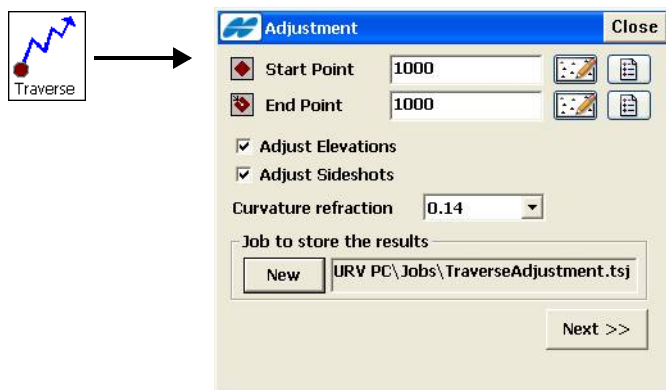 Traverse
Adjustment
Close
Start Point 1000
End Point 1000
Adjust Elevations
Adjust Sideshots
Curvature refraction 0.14
Job to store the results
New URV PC\Jobs\TraverseAdjustment.tsj
Next >>